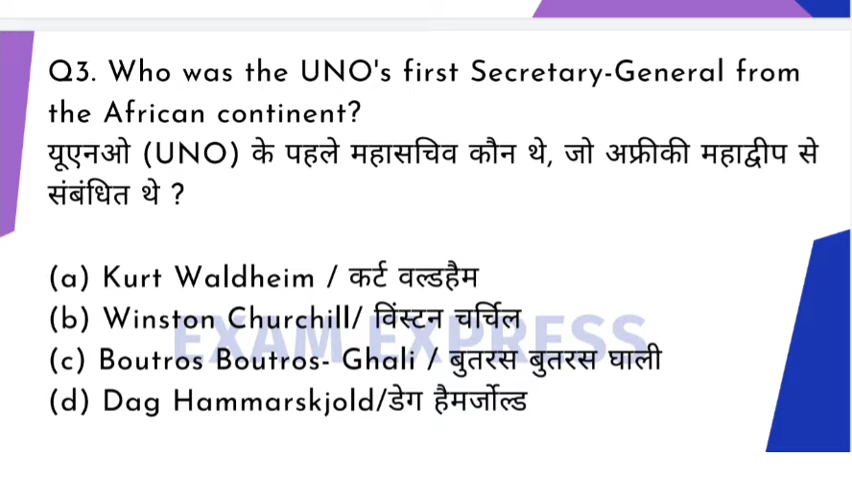 Q3. Who was the UNO's first Secretary-General from
the African continent?
यूएनओ (UNO) के पहले महासचिव कौन थे, जो अफ्रीकी महाद्वीप से
संबंधित थे ?
(a) Kurt Waldheim / कर्ट वल्डहैम
(b) Winston Churchill/ विंस्टन चर्चिल
EXAM EXPRESS
(c) Boutros Boutros- Ghali / बुतरस बुतरस घाली
(d) Dag Hammarskjold/डेग हैमर्जोल्ड